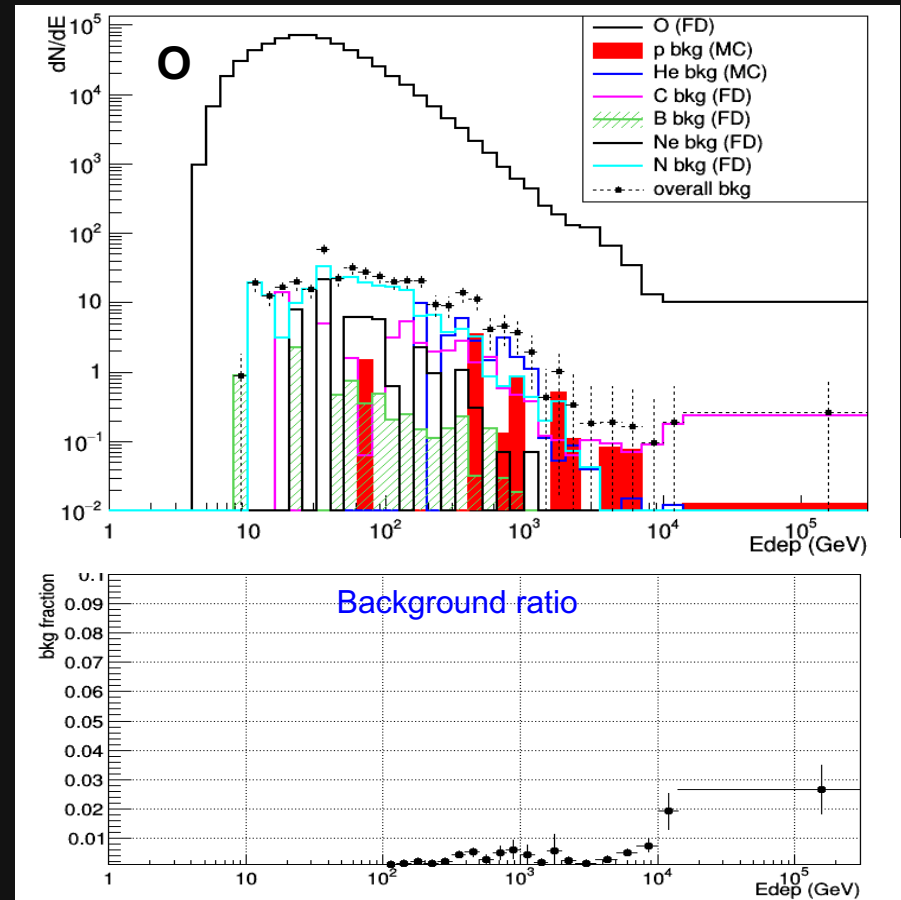 dN/dE
O
10^5
10^4
10^3
10^2
10
1
10^-1
10^-2
O (FD)
p bkg (MC)
He bkg (MC)
C bkg (FD)
B bkg (FD)
Ne bkg (FD)
N bkg (FD)
overall bkg
1 10 10^2 10^3 10^4 10^5
Edep (GeV)
bkg fraction
Background ratio
0.1
0.09
0.08
0.07
0.06
0.05
0.04
0.03
0.02
0.01
1 10 10^2 10^3 10^4 10^5
Edep (GeV)